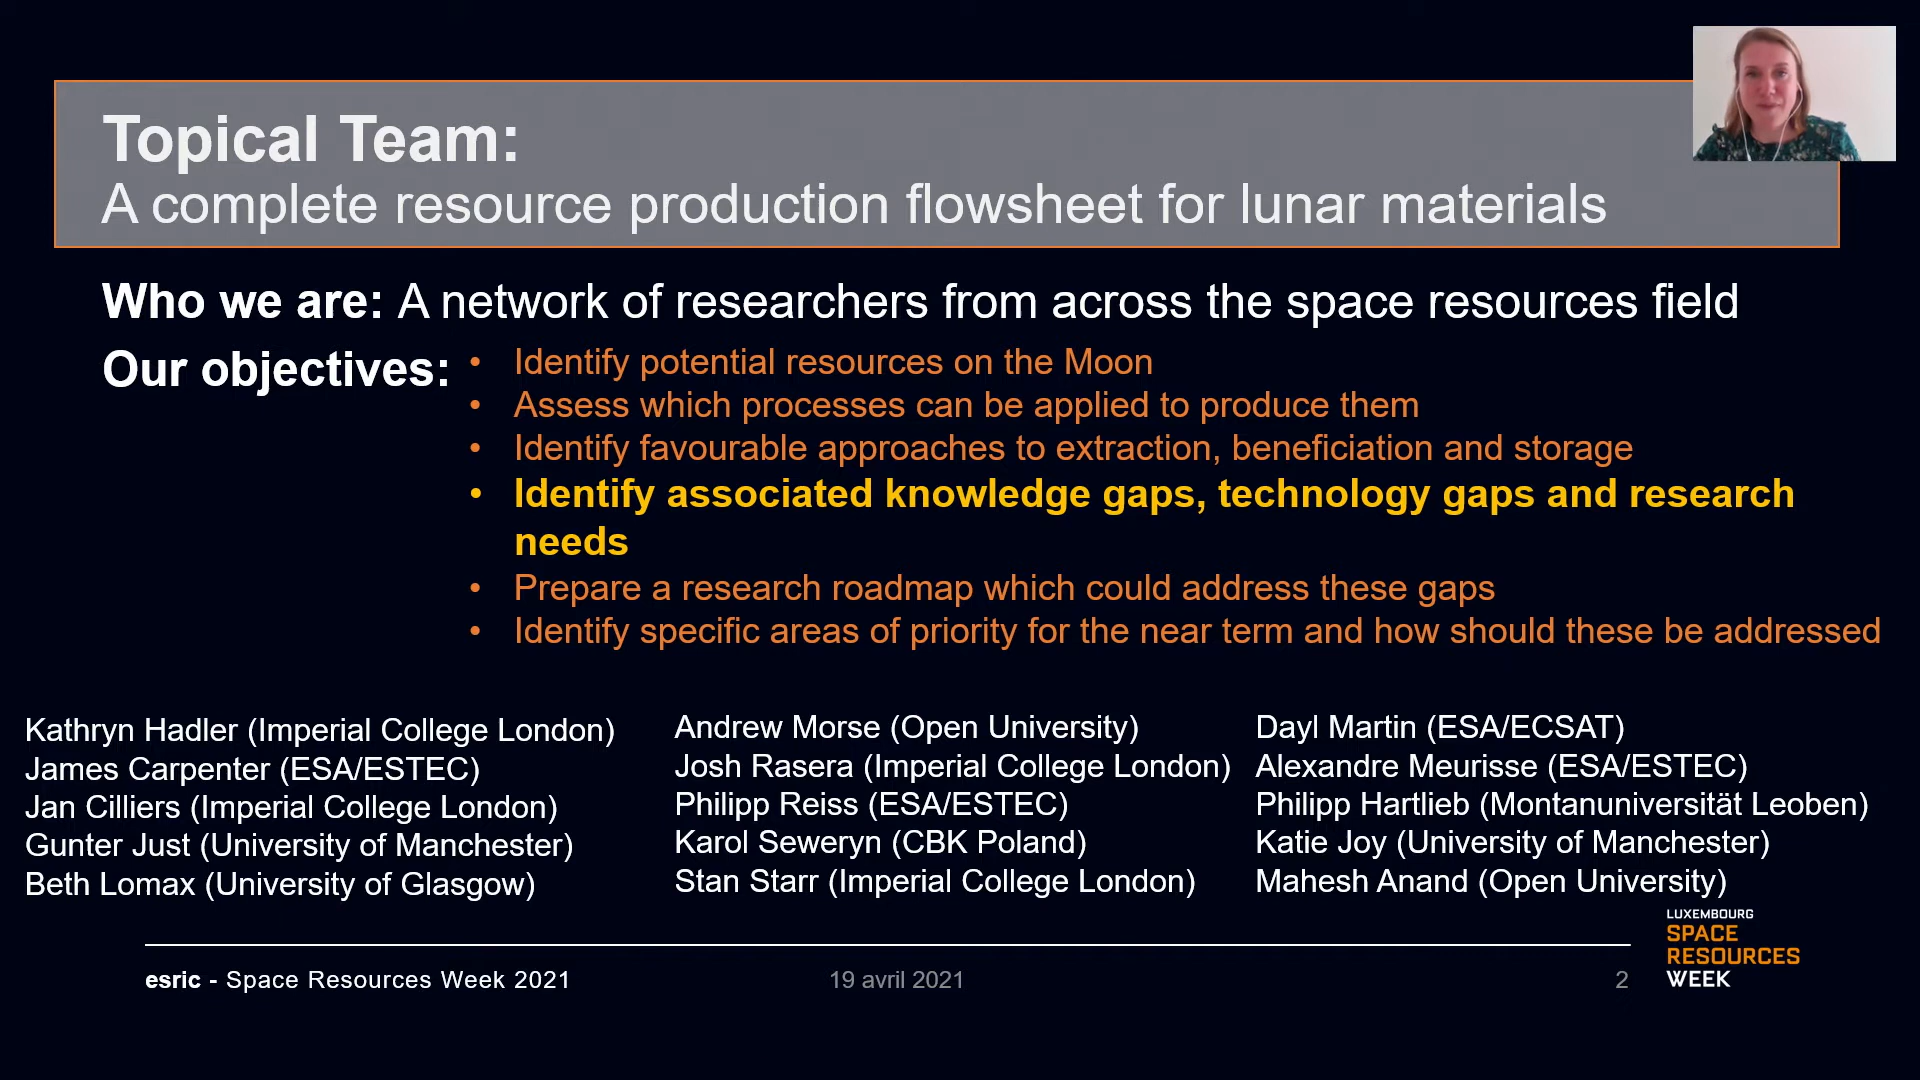 Topical Team:
A complete resource production flowsheet for lunar materials
Who we are: A network of researchers from across the space resources field
Our objectives:
• Identify potential resources on the Moon
• Assess which processes can be applied to produce them
• Identify favourable approaches to extraction, beneficiation and storage
• Identify associated knowledge gaps, technology gaps and research
needs
• Prepare a research roadmap which could address these gaps
• Identify specific areas of priority for the near term and how should these be addressed
Kathryn Hadler (Imperial College London)
James Carpenter (ESA/ESTEC)
Jan Cilliers (Imperial College London)
Gunter Just (University of Manchester)
Beth Lomax (University of Glasgow)
Andrew Morse (Open University)
Josh Rasera (Imperial College London)
Philipp Reiss (ESA/ESTEC)
Karol Seweryn (CBK Poland)
Stan Starr (Imperial College London)
Dayl Martin (ESA/ECSAT)
Alexandre Meurisse (ESA/ESTEC)
Philipp Hartlieb (Montanuniversität Leoben)
Katie Joy (University of Manchester)
Mahesh Anand (Open University)
esric - Space Resources Week 2021
19 avril 2021
2
LUXEMBOURG
SPACE
RESOURCES
WEEK